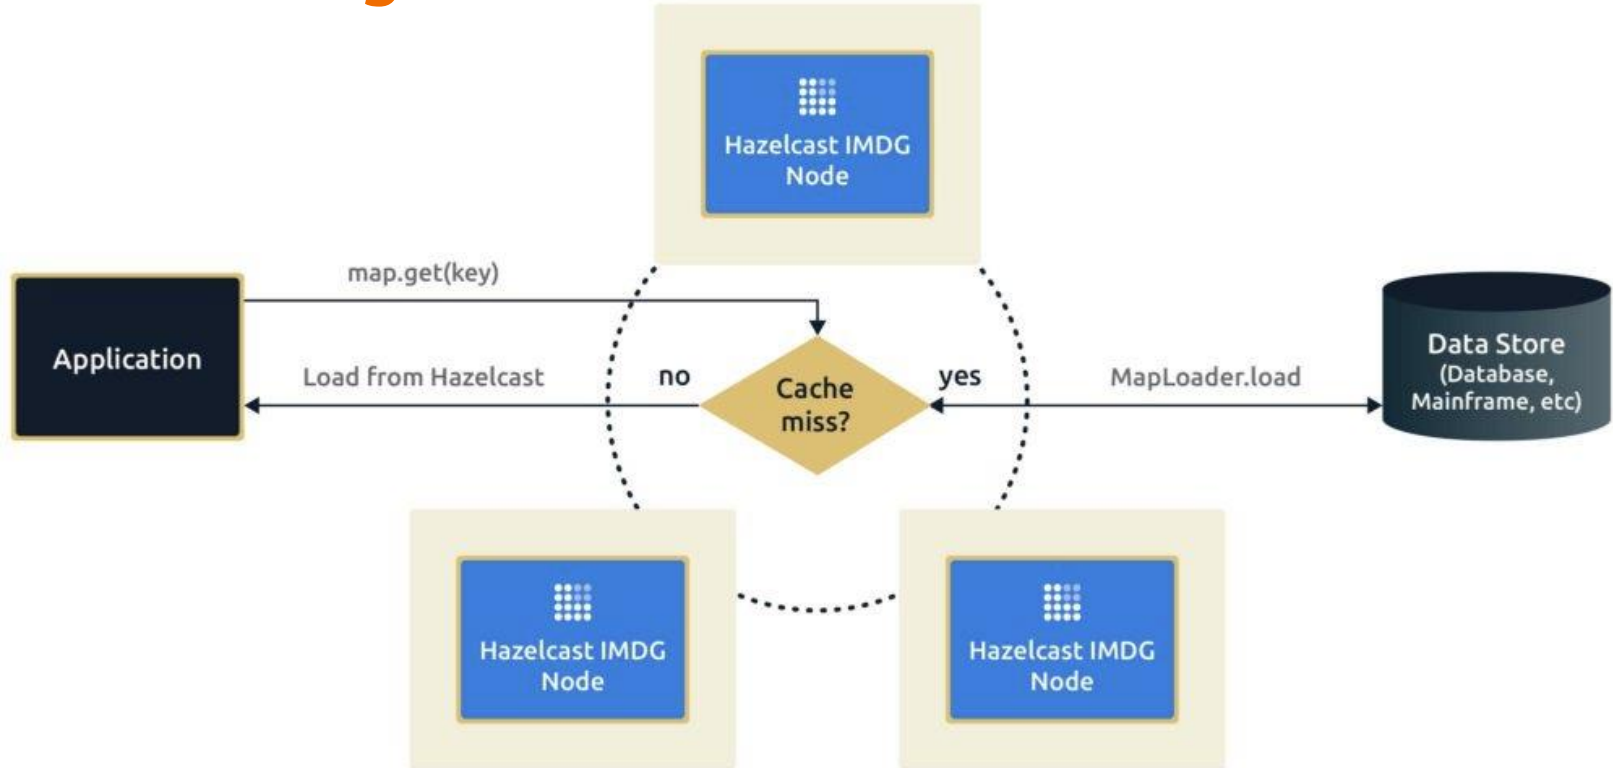 Hazelcast IMDG
Node
map.get(key)
Application
Load from Hazelcast
no
Cache
miss?
yes
MapLoader.load
Data Store
(Database,
Mainframe, etc)
Hazelcast IMDG
Node
Hazelcast IMDG
Node